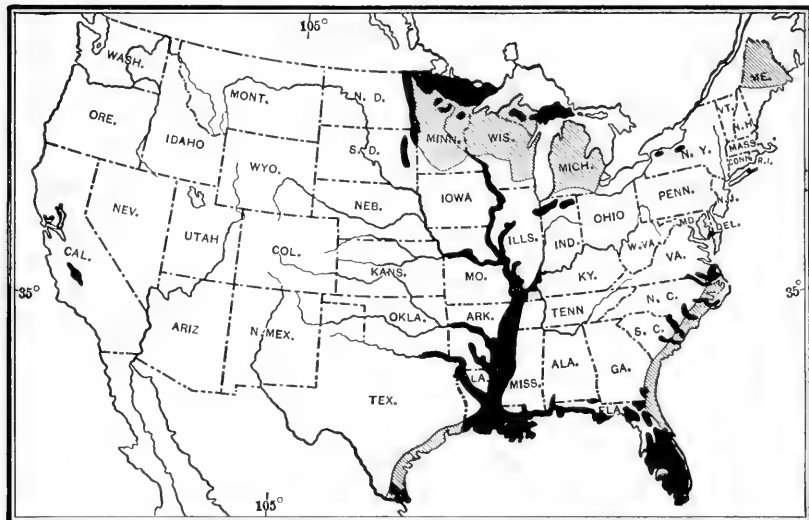 105°
WASH.
MONT.
N. D.
ME.
ORE.
IDAHO
MINN.
WIS.
VT.
N.H.
S. D.
WYO.
MICH.
N. Y.
MASS.
CONN.
R.I.
NEB.
IOWA
PENN.
N. J.
NEV.
UTAH
COL.
ILLS.
IND.
OHIO
MD.
DEL.
W. VA.
VA.
CAL.
KANS.
MO.
KY.
35°
35°
ARIZ
N. MEX.
OKLA.
ARK.
TENN
N. C.
S. C.
TEX.
LA.
MISS.
ALA.
GA.
FLA.
105°